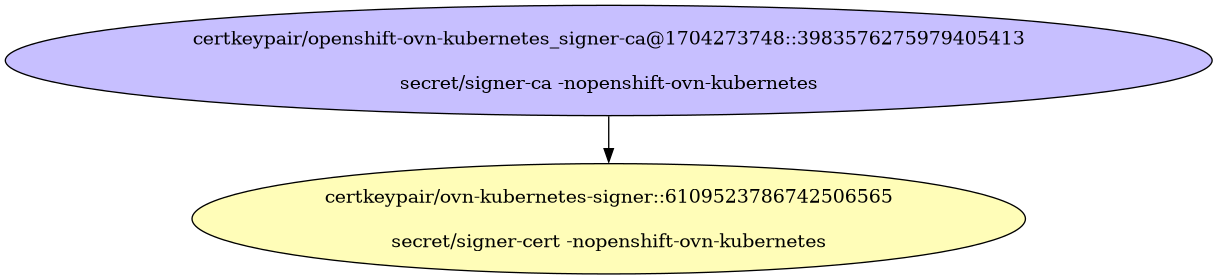 certkeypair/openshift-ovn-kubernetes_signer-ca@1704273748::3983576275979405413
secret/signer-ca -nopenshift-ovn-kubernetes
certkeypair/ovn-kubernetes-signer::6109523786742506565
secret/signer-cert -nopenshift-ovn-kubernetes